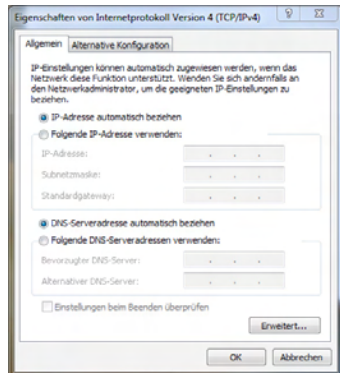 Eigenschaften von Internetprotokoll Version 4 (TCP/IPv4)
Allgemein Alternative Konfiguration
IP-Einstellungen können automatisch zugewiesen werden, wenn das
Netzwerk diese Funktion unterstützt. Wenden Sie sich andernfalls an
den Netzwerkadministrator, um die geeigneten IP-Einstellungen zu
beziehen.
IP-Adresse automatisch beziehen
Folgende IP-Adresse verwenden:
IP-Adresse:
Subnetzmaske:
Standardgateway:
DNS-Serveradresse automatisch beziehen
Folgende DNS-Serveradressen verwenden:
Bevorzugter DNS-Server:
Alternativer DNS-Server:
Einstellungen beim Beenden überprüfen
Erweitert...
OK Abbrechen